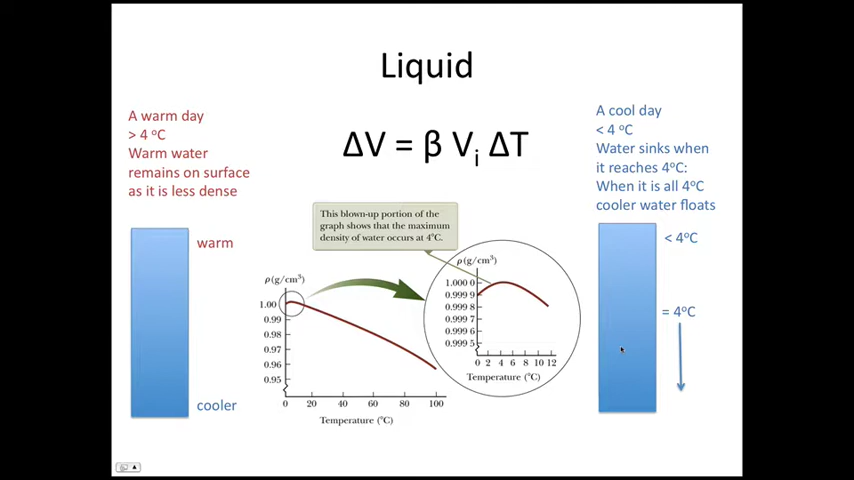 Liquid
ΔV = β Vi ΔT
A warm day
> 4 °C
Warm water
remains on surface
as it is less dense
warm
cooler
A cool day
< 4 °C
Water sinks when
it reaches 4°C:
When it is all 4°C
cooler water floats
< 4°C
= 4°C
This blown-up portion of the
graph shows that the maximum
density of water occurs at 4°C.
ρ(g/cm³)
1.00
0.99
0.98
0.97
0.96
0.95
0 20 40 60 80 100
Temperature (°C)
ρ(g/cm³)
1.000 0
0.999 9
0.999 8
0.999 7
0.999 6
0.999 5
0 2 4 6 8 10 12
Temperature (°C)